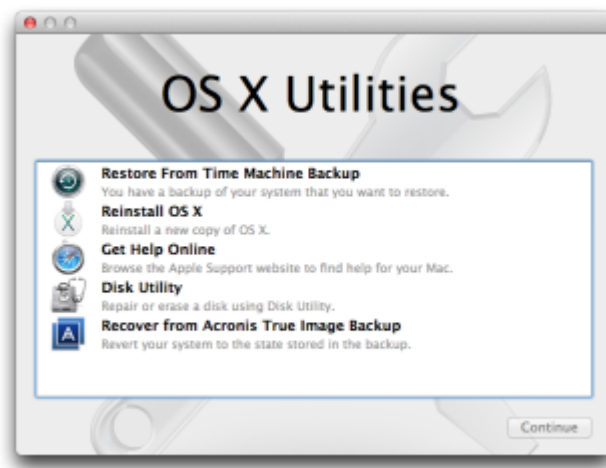 OS X Utilities
Restore From Time Machine Backup
You have a backup of your system that you want to restore.
Reinstall OS X
Reinstall a new copy of OS X.
Get Help Online
Browse the Apple Support website to find help for your Mac.
Disk Utility
Repair or erase a disk using Disk Utility.
Recover from Acronis True Image Backup
Revert your system to the state stored in the backup.
Continue